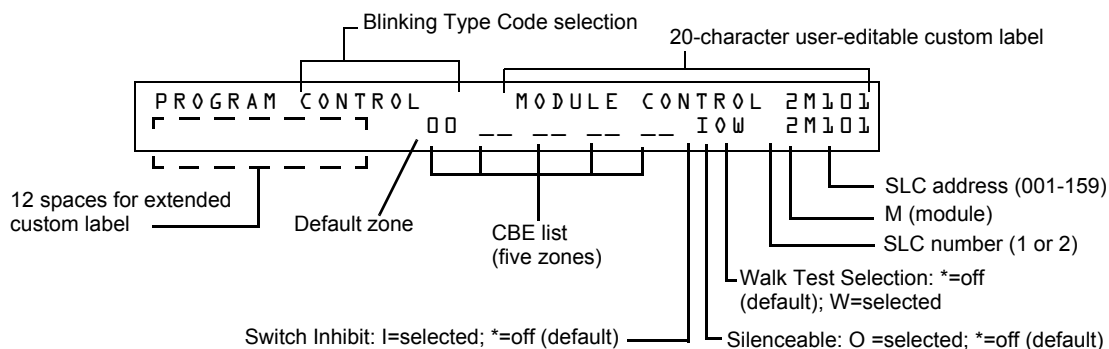 Blinking Type Code selection
20-character user-editable custom label
PROGRAM CONTROL MODULE CONTROL 2M101
00 __ __ __ __ IOW 2M101
12 spaces for extended
custom label
Default zone
CBE list
(five zones)
SLC address (001-159)
M (module)
SLC number (1 or 2)
Walk Test Selection: *=off
(default); W=selected
Switch Inhibit: I=selected; *=off (default)
Silenceable: O =selected; *=off (default)